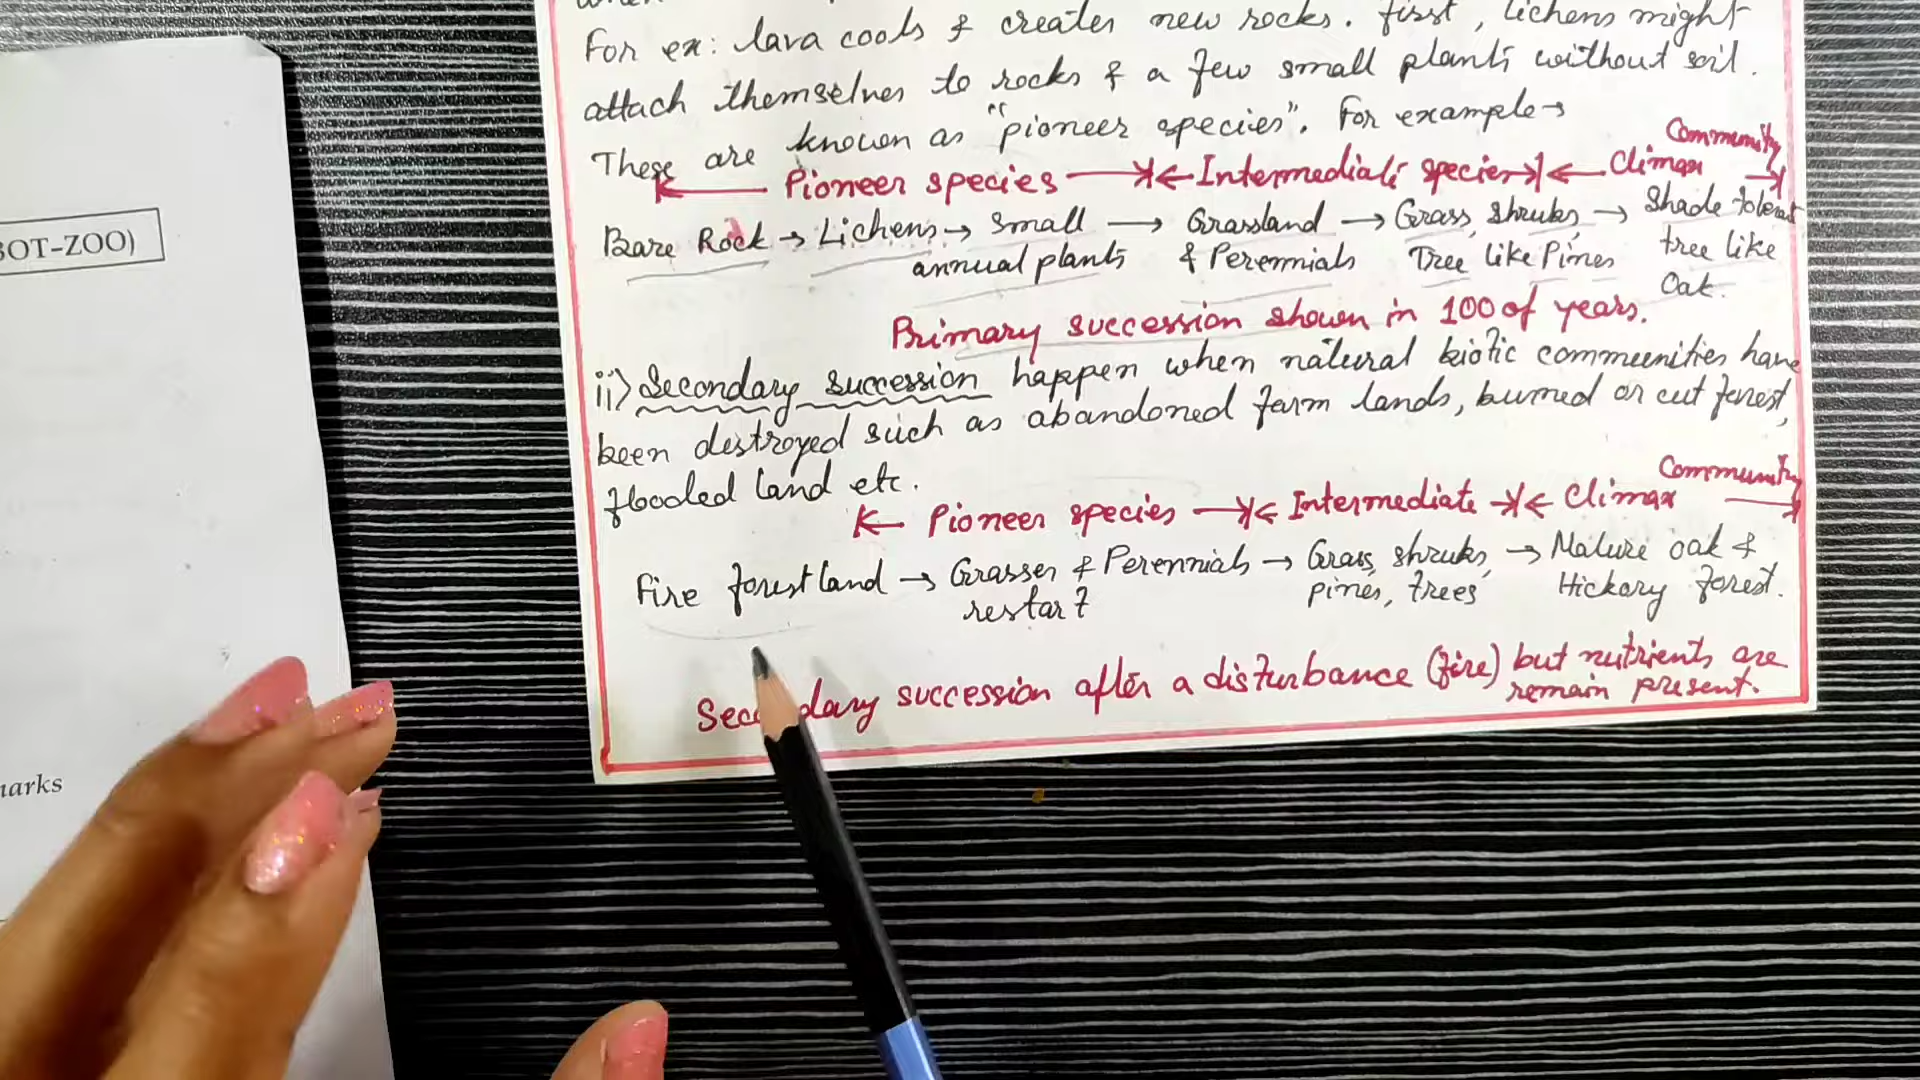 For ex: lava cools & creates new rocks. first, lichens might
attach themselves to rocks & a few small plants without soil.
These are known as "pioneer species". For example →
Pioneer species Intermediate species Climax Community
Bare Rock → Lichens → Small annual plants → Grassland & Perennials → Grass, shrubs, Tree like Pines → Shade tolerant tree like Oak.
Primary succession shown in 100 of years.
ii) Secondary succession happen when natural biotic communities have
been destroyed such as abandoned farm lands, burned or cut forest,
flooded land etc.
Pioneer species Intermediate Climax Community
Fire forest land → Grasses & Perennials restart → Grass, shrubs, pines, trees → Mature oak & Hickory forest.
Secondary succession after a disturbance (fire) but nutrients are
remain present.
BOT-ZOO)
marks